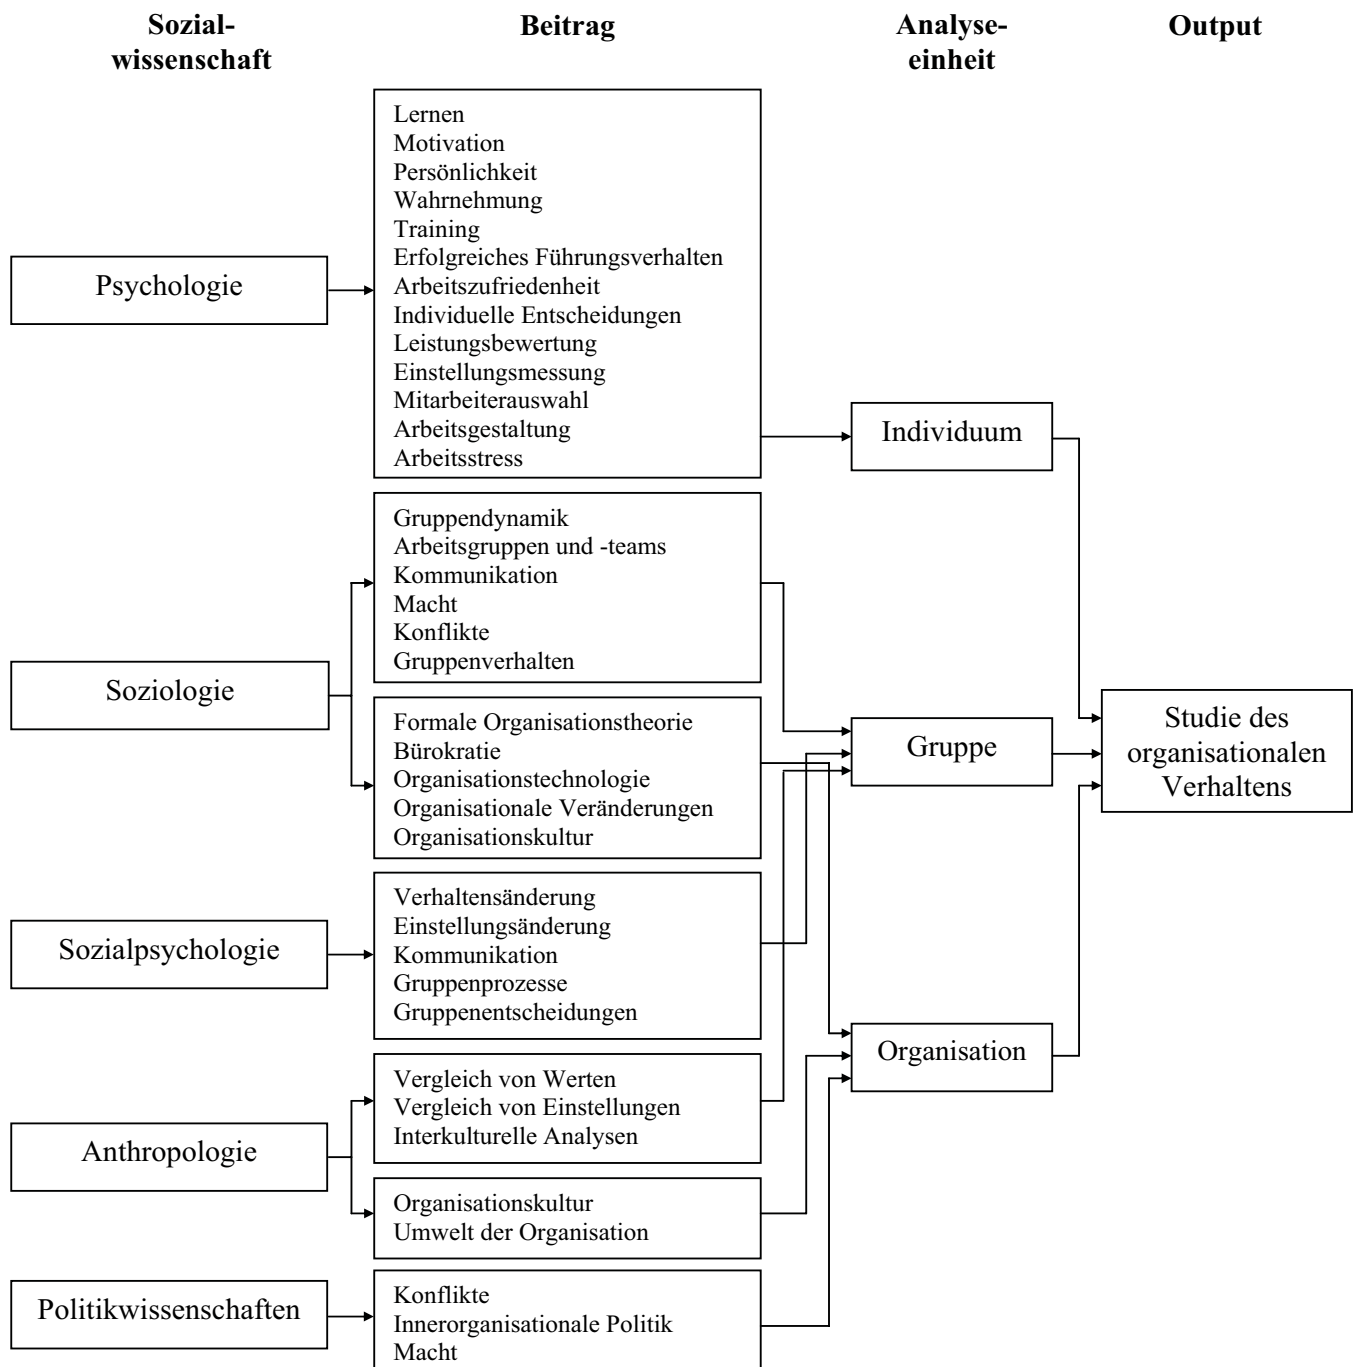 Sozial-
wissenschaft
Beitrag
Analyse-
einheit
Output
Lernen
Motivation
Persönlichkeit
Wahrnehmung
Training
Erfolgreiches Führungsverhalten
Arbeitszufriedenheit
Individuelle Entscheidungen
Leistungsbewertung
Einstellungsmessung
Mitarbeiterauswahl
Arbeitsgestaltung
Arbeitsstress
Psychologie
Individuum
Gruppendynamik
Arbeitsgruppen und -teams
Kommunikation
Macht
Konflikte
Gruppenverhalten
Soziologie
Formale Organisationstheorie
Bürokratie
Organisationstechnologie
Organisationale Veränderungen
Organisationskultur
Gruppe
Studie des
organisationalen
Verhaltens
Sozialpsychologie
Verhaltensänderung
Einstellungsänderung
Kommunikation
Gruppenprozesse
Gruppenentscheidungen
Organisation
Anthropologie
Vergleich von Werten
Vergleich von Einstellungen
Interkulturelle Analysen
Organisationskultur
Umwelt der Organisation
Politikwissenschaften
Konflikte
Innerorganisationale Politik
Macht